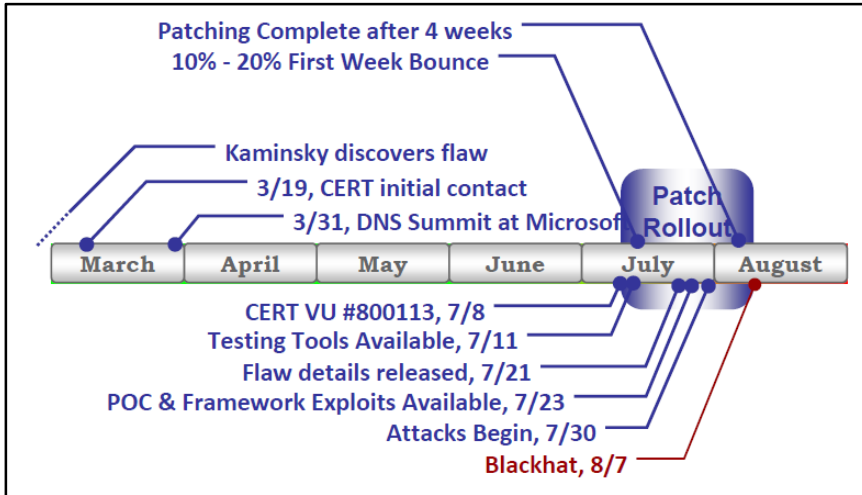 Patching Complete after 4 weeks
10% - 20% First Week Bounce
Kaminsky discovers flaw
3/19, CERT initial contact
3/31, DNS Summit at Microsoft
Patch
Rollout
March
April
May
June
July
August
CERT VU #800113, 7/8
Testing Tools Available, 7/11
Flaw details released, 7/21
POC & Framework Exploits Available, 7/23
Attacks Begin, 7/30
Blackhat, 8/7